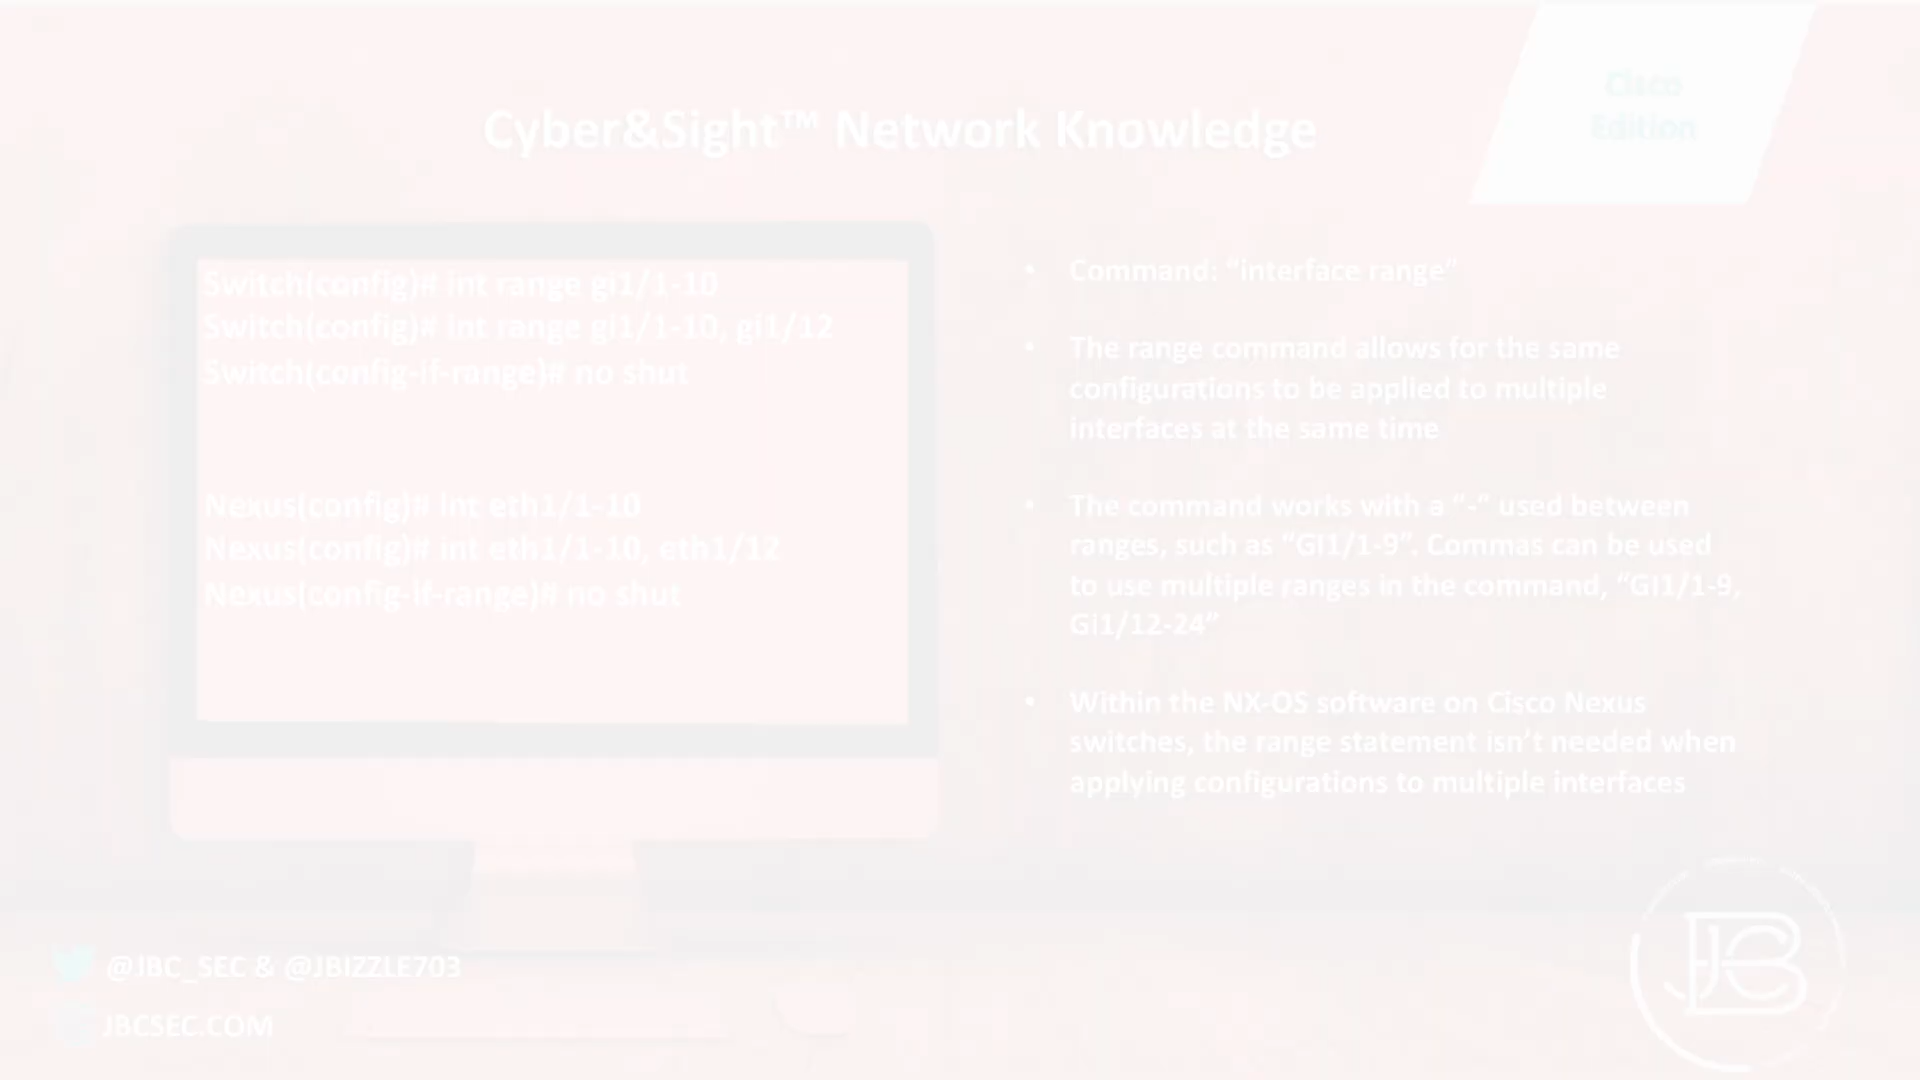 Cisco
Edition
Cyber&Sight™ Network Knowledge
Switch(config)# int range gi1/1-10
Switch(config)# int range gi1/1-10, gi1/12
Switch(config-if-range)# no shut
Nexus(config)# int eth1/1-10
Nexus(config)# int eth1/1-10, eth1/12
Nexus(config-if-range)# no shut
• Command: “interface range”
• The range command allows for the same
configurations to be applied to multiple
interfaces at the same time
• The command works with a “-” used between
ranges, such as “GI1/1-9”. Commas can be used
to use multiple ranges in the command, “GI1/1-9,
Gi1/12-24”
• Within the NX-OS software on Cisco Nexus
switches, the range statement isn’t needed when
applying configurations to multiple interfaces
@JBC_SEC & @JBIZZLE703
JBCSEC.COM
JBC